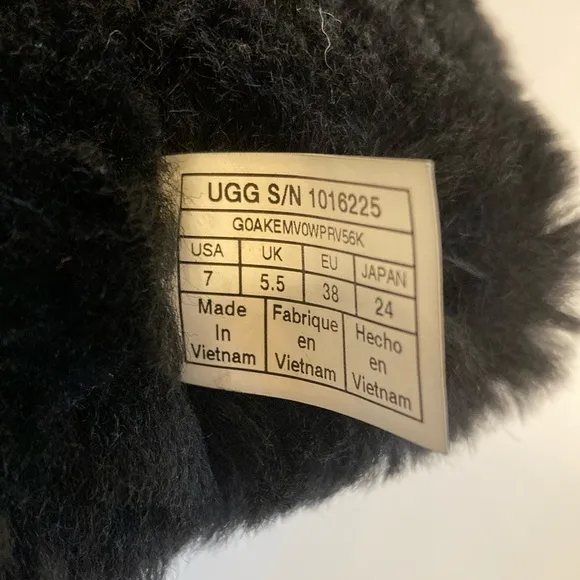 UGG S/N 1016225
GOAKEMV0WPRV56K
USA UK EU JAPAN
7 5.5 38 24
Made Fabrique Hecho
In en en
Vietnam Vietnam Vietnam